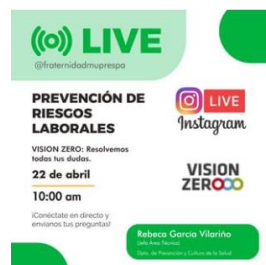 LIVE
@fraternidadmuprespa
PREVENCIÓN DE
RIESGOS
LABORALES
VISION ZERO: Resolvemos
todas tus dudas.
22 de abril
10:00 am
¡Conéctate en directo y
envíanos tus preguntas!
LIVE
Instagram
VISION
ZEROOO
Rebeca García Vilariño
(Jefa Área Técnica)
Dpto. de Prevención y Cultura de la Salud